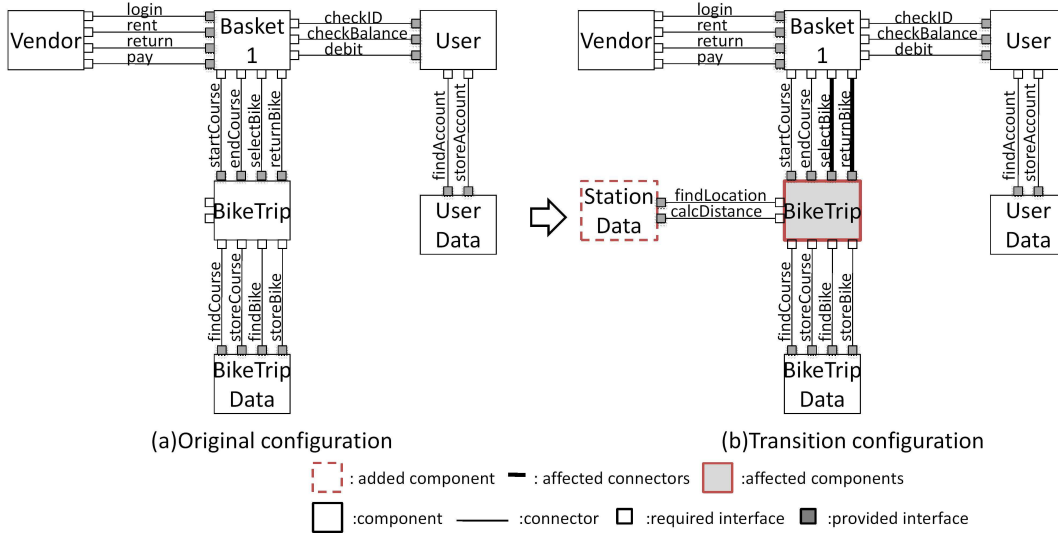 Vendor
login
rent
return
pay
Basket
1
checkID
checkBalance
debit
User
startCourse
endCourse
selectBike
returnBike
findAccount
storeAccount
BikeTrip
User
Data
findCourse
storeCourse
findBike
storeBike
BikeTrip
Data
(a)Original configuration
Vendor
login
rent
return
pay
Basket
1
checkID
checkBalance
debit
User
startCourse
endCourse
selectBike
returnBike
findAccount
storeAccount
Station
Data
findLocation
calcDistance
BikeTrip
User
Data
findCourse
storeCourse
findBike
storeBike
BikeTrip
Data
(b)Transition configuration
: added component
: affected connectors
:affected components
:component
:connector
:required interface
:provided interface